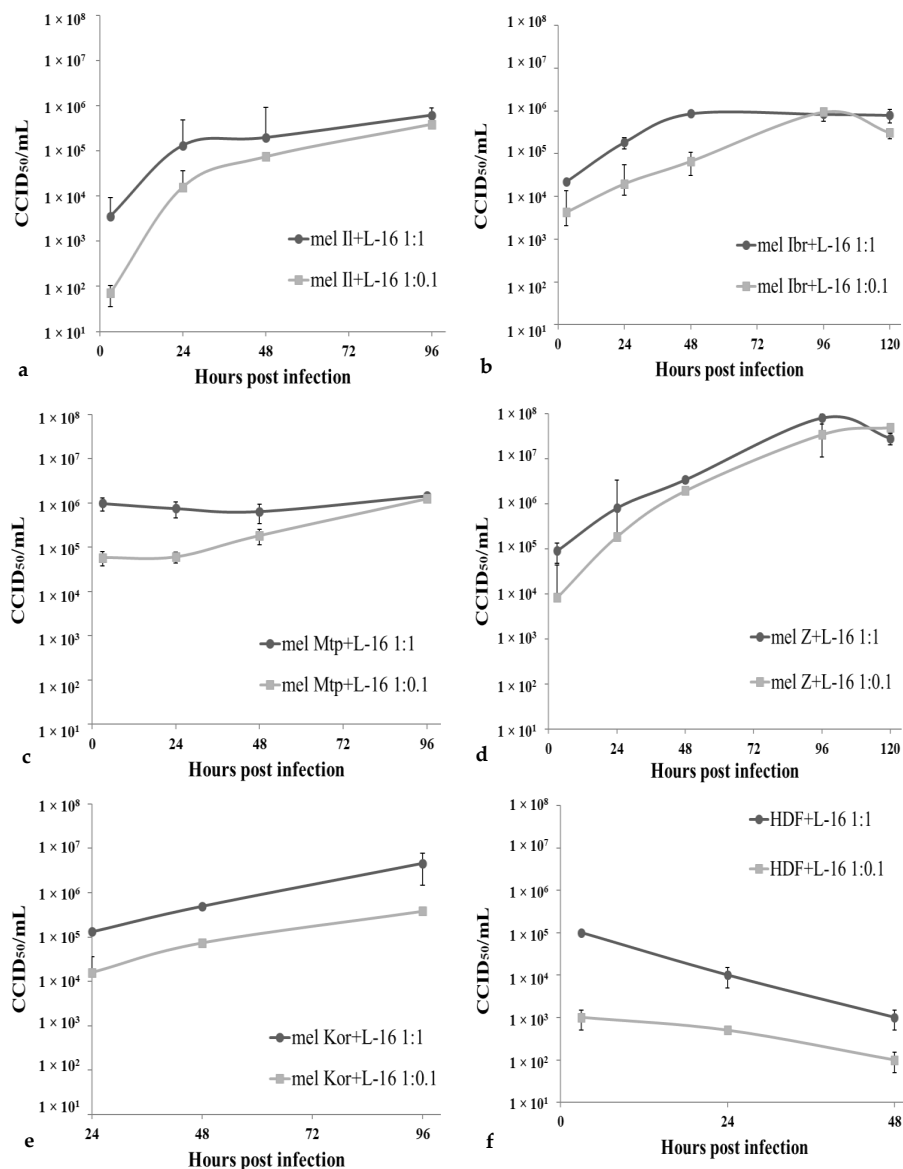 1 × 10⁸
1 × 10⁷
1 × 10⁶
1 × 10⁵
1 × 10⁴
1 × 10³
1 × 10²
1 × 10¹
CCID₅₀/mL
mel Il+L-16 1:1
mel Il+L-16 1:0.1
0 24 48 72 96
Hours post infection
a
1 × 10⁸
1 × 10⁷
1 × 10⁶
1 × 10⁵
1 × 10⁴
1 × 10³
1 × 10²
1 × 10¹
CCID₅₀/mL
mel Ibr+L-16 1:1
mel Ibr+L-16 1:0.1
0 24 48 72 96 120
Hours post infection
b
1 × 10⁸
1 × 10⁷
1 × 10⁶
1 × 10⁵
1 × 10⁴
1 × 10³
1 × 10²
1 × 10¹
CCID₅₀/mL
mel Mtp+L-16 1:1
mel Mtp+L-16 1:0.1
0 24 48 72 96
Hours post infection
c
1 × 10⁸
1 × 10⁷
1 × 10⁶
1 × 10⁵
1 × 10⁴
1 × 10³
1 × 10²
1 × 10¹
CCID₅₀/mL
mel Z+L-16 1:1
mel Z+L-16 1:0.1
0 24 48 72 96 120
Hours post infection
d
1 × 10⁸
1 × 10⁷
1 × 10⁶
1 × 10⁵
1 × 10⁴
1 × 10³
1 × 10²
1 × 10¹
CCID₅₀/mL
mel Kor+L-16 1:1
mel Kor+L-16 1:0.1
24 48 72 96
Hours post infection
e
1 × 10⁸
1 × 10⁷
1 × 10⁶
1 × 10⁵
1 × 10⁴
1 × 10³
1 × 10²
1 × 10¹
CCID₅₀/mL
HDF+L-16 1:1
HDF+L-16 1:0.1
0 24 48
Hours post infection
f